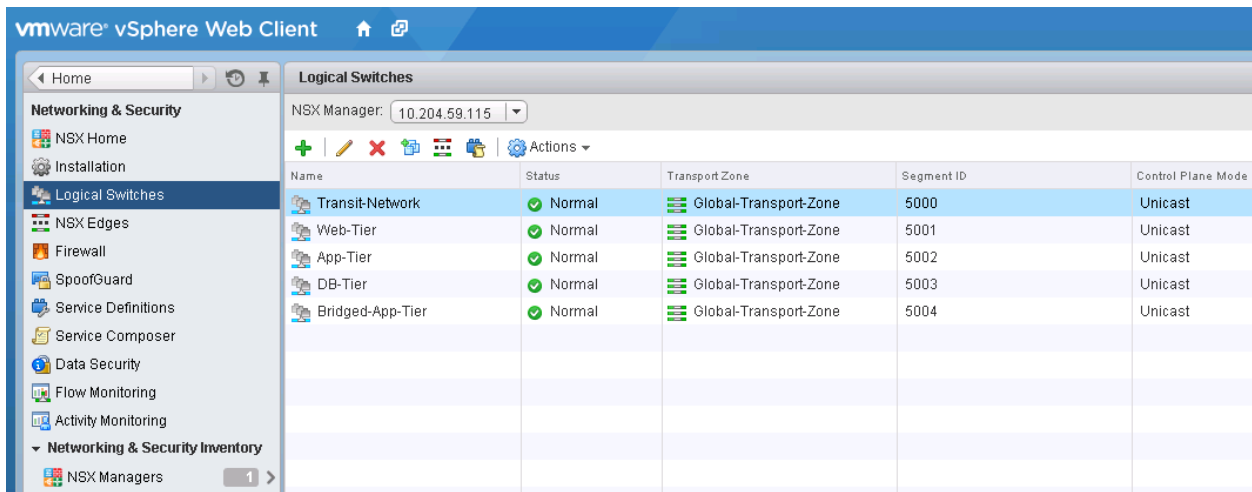 vmware® vSphere Web Client
Home
Networking & Security
NSX Home
Installation
Logical Switches
NSX Edges
Firewall
SpoofGuard
Service Definitions
Service Composer
Data Security
Flow Monitoring
Activity Monitoring
Networking & Security Inventory
NSX Managers 1
Logical Switches
NSX Manager: 10.204.59.115
Actions
Name Status Transport Zone Segment ID Control Plane Mode
Transit-Network Normal Global-Transport-Zone 5000 Unicast
Web-Tier Normal Global-Transport-Zone 5001 Unicast
App-Tier Normal Global-Transport-Zone 5002 Unicast
DB-Tier Normal Global-Transport-Zone 5003 Unicast
Bridged-App-Tier Normal Global-Transport-Zone 5004 Unicast